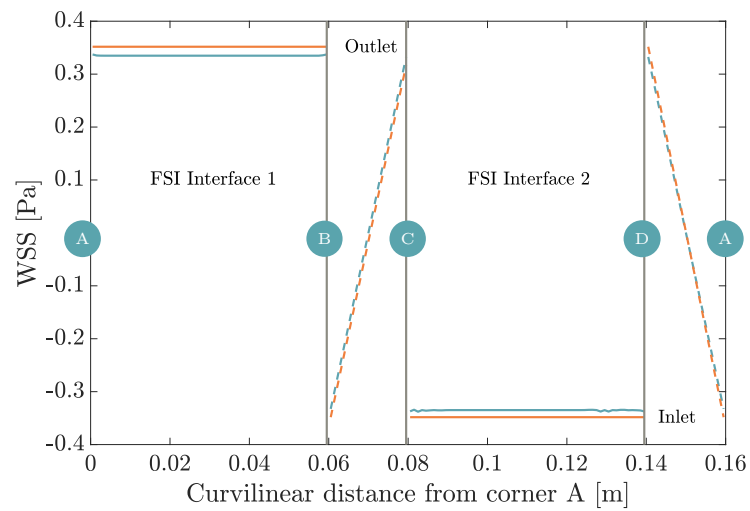 0.4
0.3
0.2
0.1
-0.1
-0.2
-0.3
-0.4
WSS [Pa]
Outlet
FSI Interface 1
FSI Interface 2
A
B
C
D
A
Inlet
0
0.02
0.04
0.06
0.08
0.1
0.12
0.14
0.16
Curvilinear distance from corner A [m]